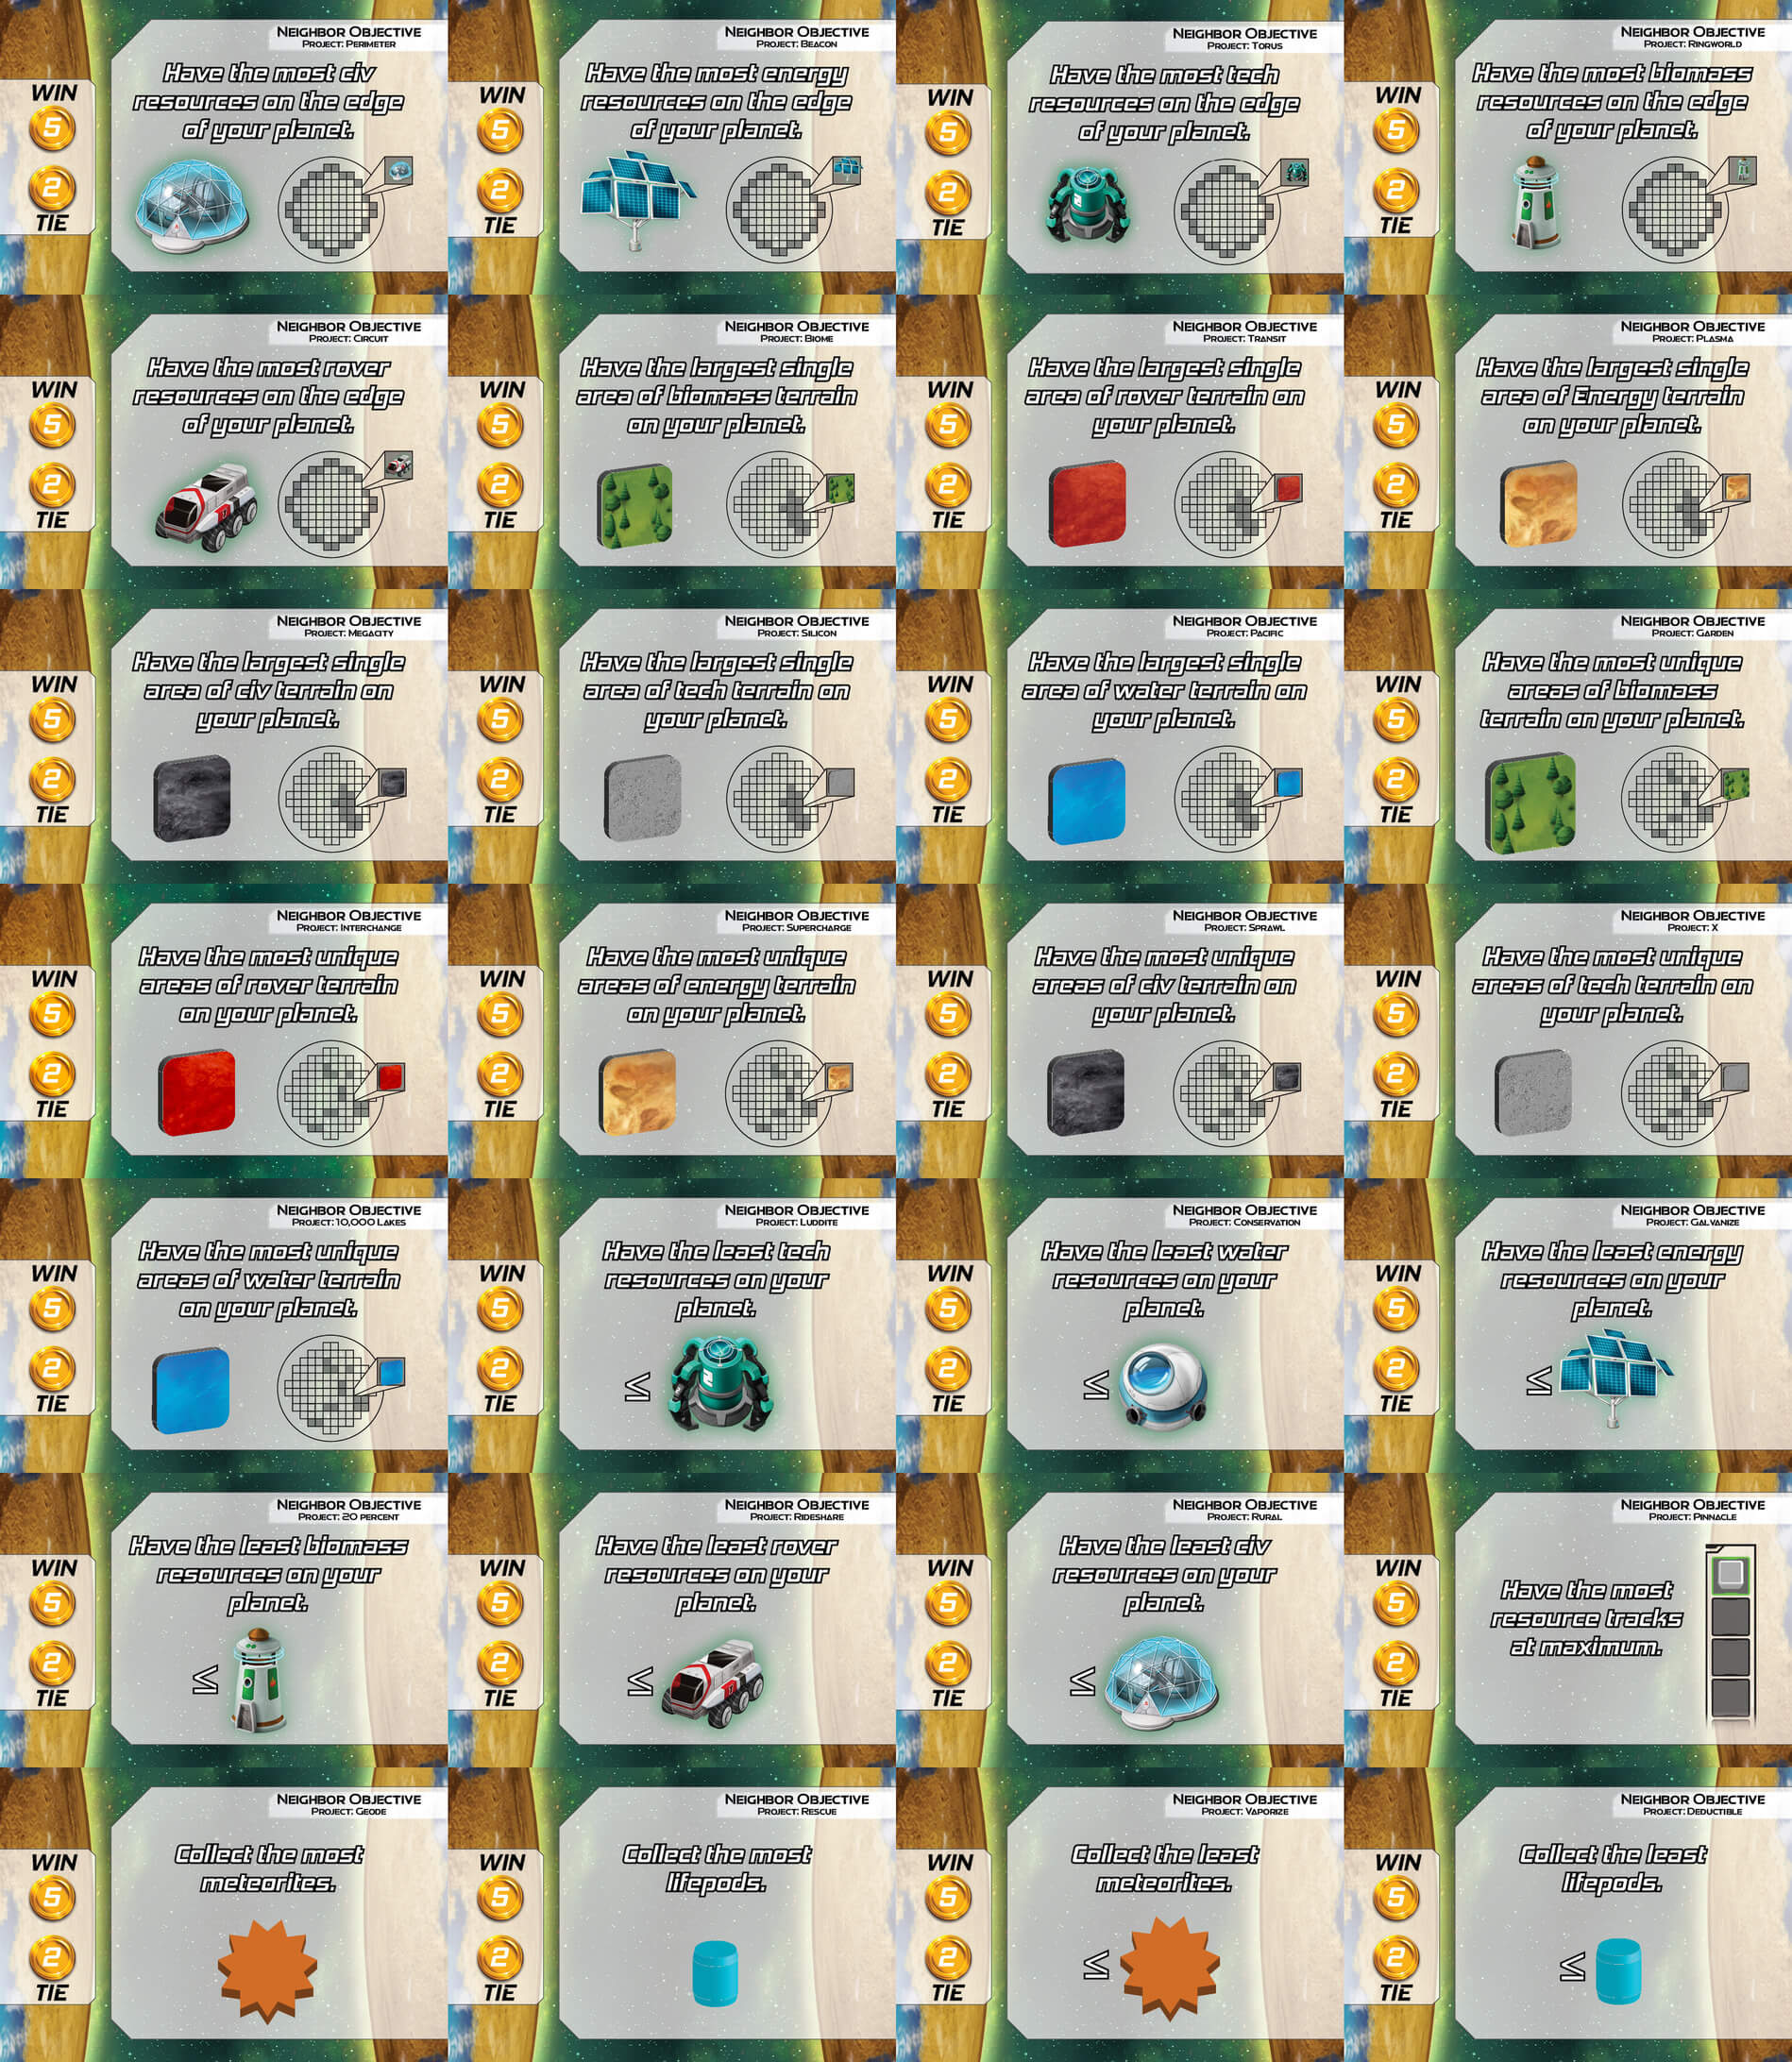 NEIGHBOR OBJECTIVE
PROJECT: PERIMETER
Have the most civ
resources on the edge
of your planet.
WIN
5
2
TIE
NEIGHBOR OBJECTIVE
PROJECT: BEACON
Have the most energy
resources on the edge
of your planet.
WIN
5
2
TIE
NEIGHBOR OBJECTIVE
PROJECT: TORUS
Have the most tech
resources on the edge
of your planet.
WIN
5
2
TIE
NEIGHBOR OBJECTIVE
PROJECT: RINGWORLD
Have the most biomass
resources on the edge
of your planet.
WIN
5
2
TIE
NEIGHBOR OBJECTIVE
PROJECT: CIRCUIT
Have the most rover
resources on the edge
of your planet.
WIN
5
2
TIE
NEIGHBOR OBJECTIVE
PROJECT: BIOME
Have the largest single
area of biomass terrain
on your planet.
WIN
5
2
TIE
NEIGHBOR OBJECTIVE
PROJECT: TRANSIT
Have the largest single
area of rover terrain on
your planet.
WIN
5
2
TIE
NEIGHBOR OBJECTIVE
PROJECT: PLASMA
Have the largest single
area of Energy terrain
on your planet.
WIN
5
2
TIE
NEIGHBOR OBJECTIVE
PROJECT: MEGACITY
Have the largest single
area of civ terrain on
your planet.
WIN
5
2
TIE
NEIGHBOR OBJECTIVE
PROJECT: SILICON
Have the largest single
area of tech terrain on
your planet.
WIN
5
2
TIE
NEIGHBOR OBJECTIVE
PROJECT: PACIFIC
Have the largest single
area of water terrain on
your planet.
WIN
5
2
TIE
NEIGHBOR OBJECTIVE
PROJECT: GARDEN
Have the most unique
areas of biomass
terrain on your planet.
WIN
5
2
TIE
NEIGHBOR OBJECTIVE
PROJECT: INTERCHANGE
Have the most unique
areas of rover terrain
on your planet.
WIN
5
2
TIE
NEIGHBOR OBJECTIVE
PROJECT: SUPERCHARGE
Have the most unique
areas of energy terrain
on your planet.
WIN
5
2
TIE
NEIGHBOR OBJECTIVE
PROJECT: SPRAWL
Have the most unique
areas of civ terrain on
your planet.
WIN
5
2
TIE
NEIGHBOR OBJECTIVE
PROJECT: X
Have the most unique
areas of tech terrain on
your planet.
WIN
5
2
TIE
NEIGHBOR OBJECTIVE
PROJECT: 10,000 LAKES
Have the most unique
areas of water terrain
on your planet.
WIN
5
2
TIE
NEIGHBOR OBJECTIVE
PROJECT: LUDDITE
Have the least tech
resources on your
planet.
WIN
5
2
TIE
≤
NEIGHBOR OBJECTIVE
PROJECT: CONSERVATION
Have the least water
resources on your
planet.
WIN
5
2
TIE
≤
NEIGHBOR OBJECTIVE
PROJECT: GALVANIZE
Have the least energy
resources on your
planet.
WIN
5
2
TIE
≤
NEIGHBOR OBJECTIVE
PROJECT: 20 PERCENT
Have the least biomass
resources on your
planet.
WIN
5
2
TIE
≤
NEIGHBOR OBJECTIVE
PROJECT: RIDESHARE
Have the least rover
resources on your
planet.
WIN
5
2
TIE
≤
NEIGHBOR OBJECTIVE
PROJECT: RURAL
Have the least civ
resources on your
planet.
WIN
5
2
TIE
≤
NEIGHBOR OBJECTIVE
PROJECT: PINNACLE
Have the most
resource tracks
at maximum.
WIN
5
2
TIE
NEIGHBOR OBJECTIVE
PROJECT: GEODE
Collect the most
meteorites.
WIN
5
2
TIE
NEIGHBOR OBJECTIVE
PROJECT: RESCUE
Collect the most
lifepods.
WIN
5
2
TIE
NEIGHBOR OBJECTIVE
PROJECT: VAPORIZE
Collect the least
meteorites.
WIN
5
2
TIE
≤
NEIGHBOR OBJECTIVE
PROJECT: DEDUCTIBLE
Collect the least
lifepods.
WIN
5
2
TIE
≤